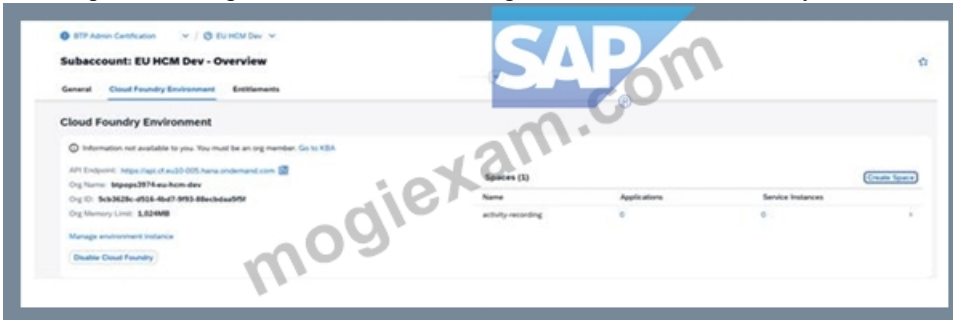 BTP Admin Certification / EU HCM Dev
SAP
Subaccount: EU HCM Dev - Overview
General Cloud Foundry Environment Entitlements
Cloud Foundry Environment
Information not available to you. You must be an org member. Go to KBA
API Endpoint: https://api.cf.eu10-005.hana.ondemand.com
Org Name: btpops3974-eu-hcm-dev
Org ID:
Org Memory Limit: 1,024MB
Manage environment instance
Disable Cloud Foundry
Spaces (1) Create Space
Name Applications Service Instances
activity-recording 0 0
mogiexam.com